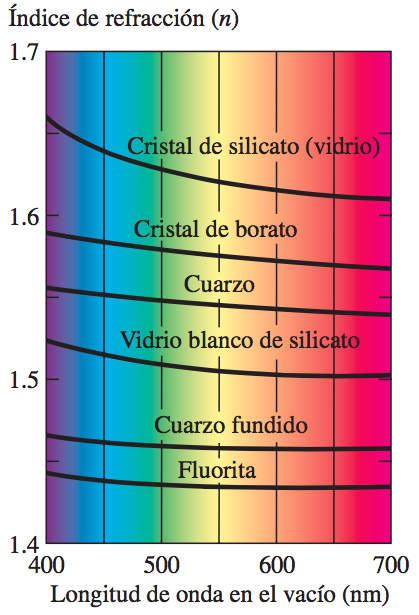 Índice de refracción (n)
1.7
Cristal de silicato (vidrio)
1.6
Cristal de borato
Cuarzo
Vidrio blanco de silicato
1.5
Cuarzo fundido
Fluorita
1.4
400 500 600 700
Longitud de onda en el vacío (nm)